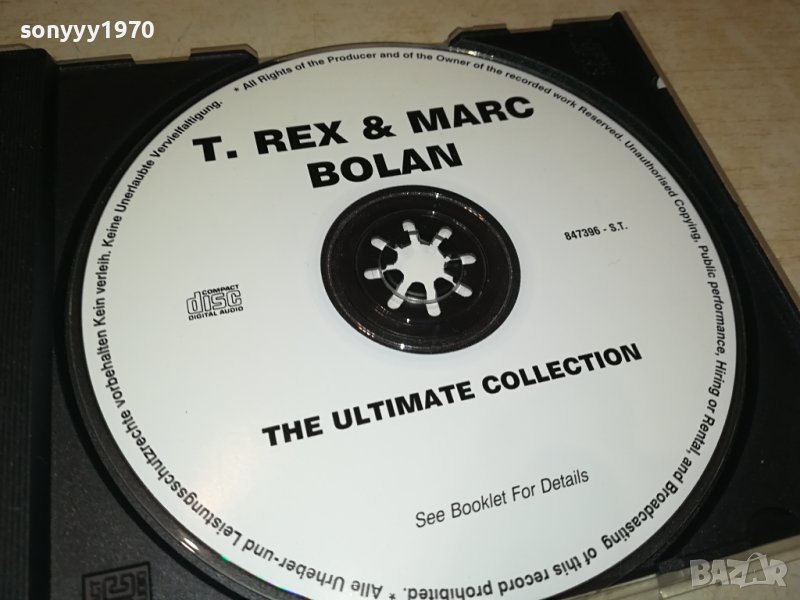 sonyyy1970
* All Rights of the Producer and of the Owner of the recorded work Reserved. Unauthorised Copying, Public performance, Hiring or Rental, and Broadcasting of this record prohibited.
* Alle Urheber-und Leistungsschutzrechte vorbehalten Kein verleih. Keine Unerlaubte Vervielfaltigung.
T. REX & MARC
BOLAN
847396 - S.T.
COMPACT
disc
DIGITAL AUDIO
THE ULTIMATE COLLECTION
See Booklet For Details
BAZAR